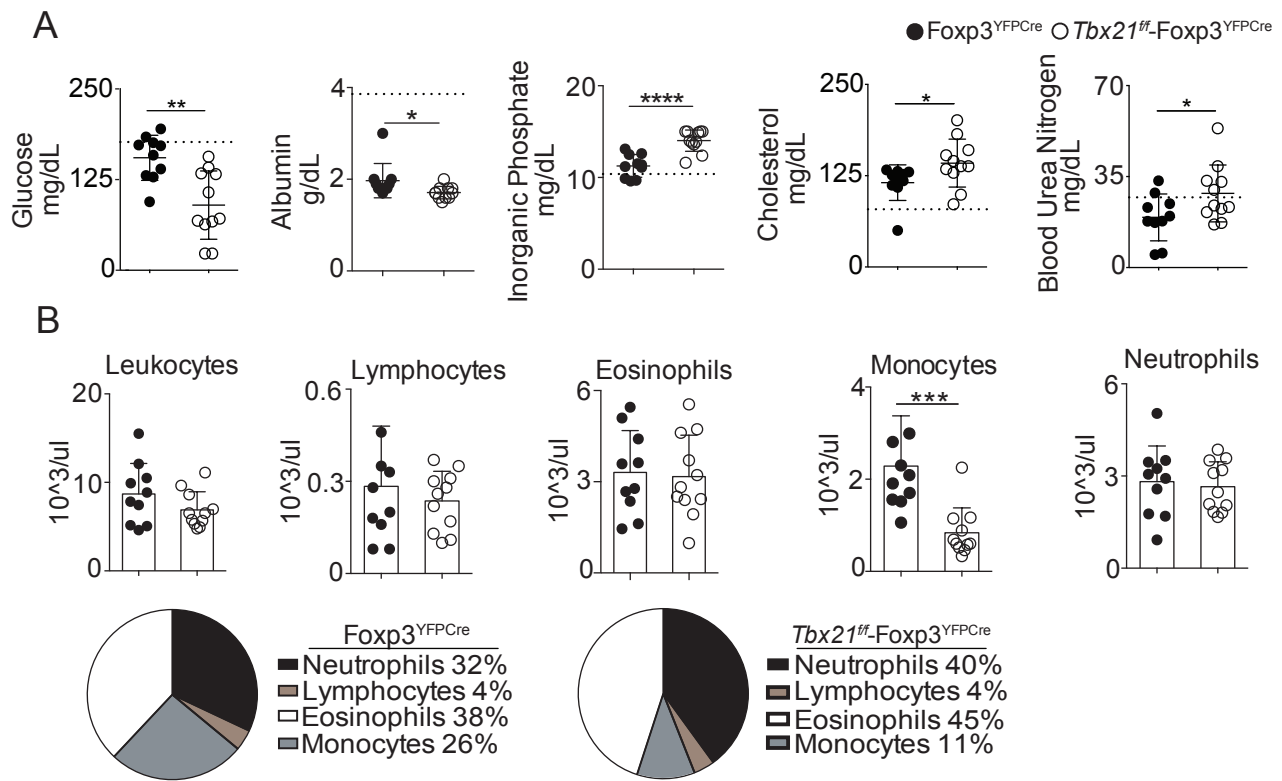 A
Foxp3YFPCre Tbx21f/f-Foxp3YFPCre
Glucose
mg/dL
250
125
0
**
Albumin
g/dL
4
2
0
*
Inorganic Phosphate
mg/dL
20
10
0
****
Cholesterol
mg/dL
250
125
0
*
Blood Urea Nitrogen
mg/dL
70
35
0
*
B
Leukocytes
10^3/ul
20
10
0
Lymphocytes
10^3/ul
0.6
0.3
0
Eosinophils
10^3/ul
6
3
0
Monocytes
10^3/ul
4
2
0
***
Neutrophils
10^3/ul
6
3
0
Foxp3YFPCre
Neutrophils 32%
Lymphocytes 4%
Eosinophils 38%
Monocytes 26%
Tbx21f/f-Foxp3YFPCre
Neutrophils 40%
Lymphocytes 4%
Eosinophils 45%
Monocytes 11%